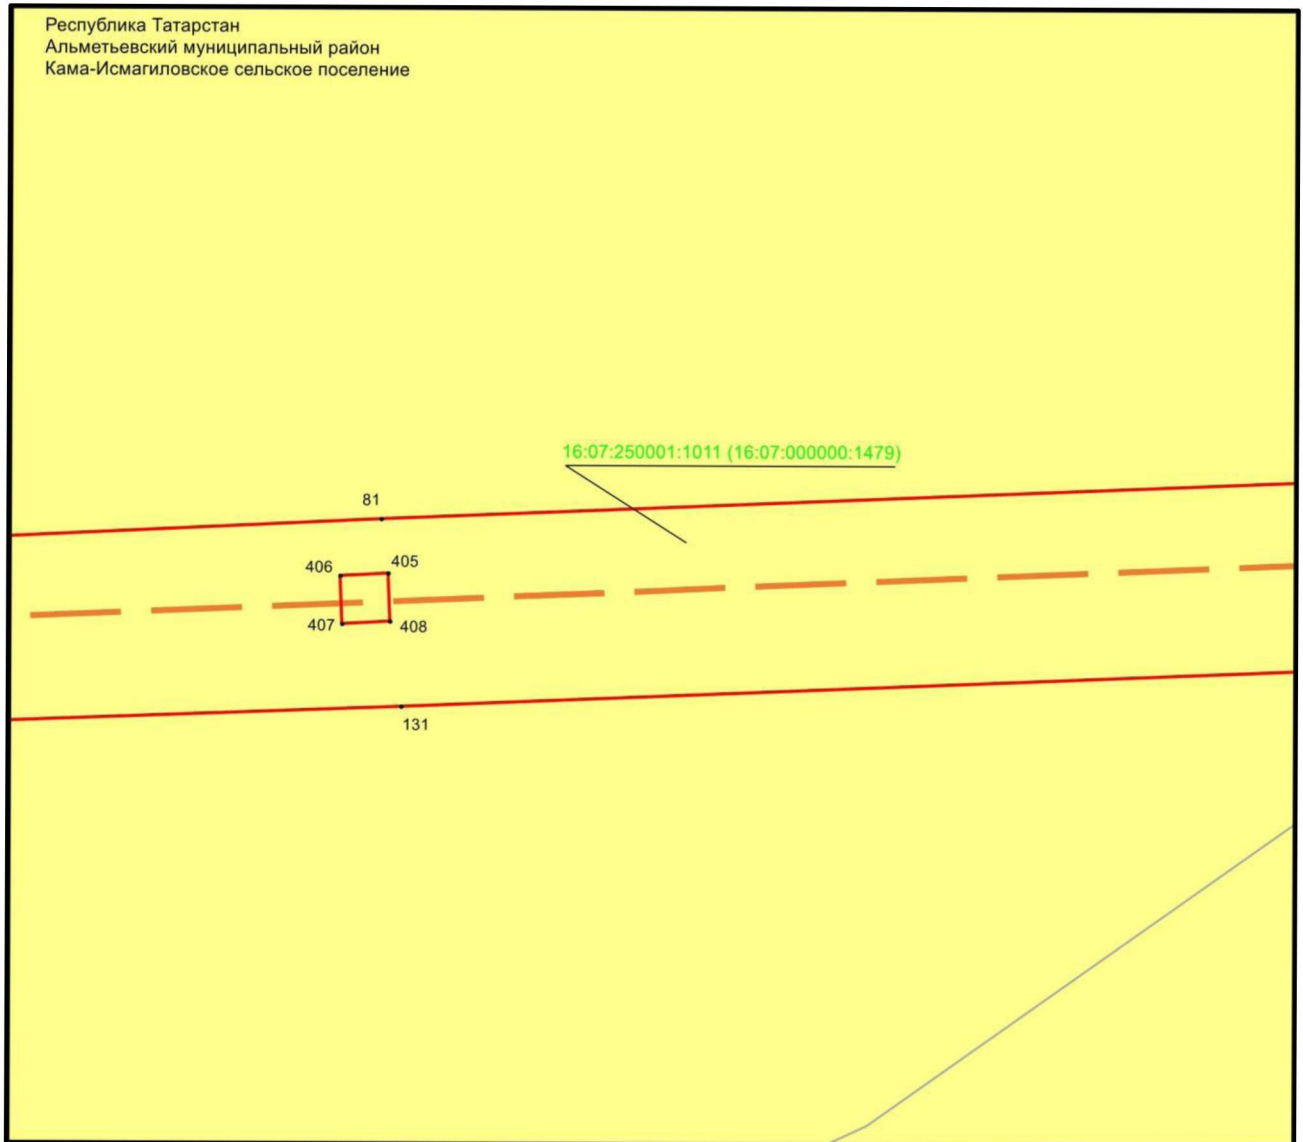 Республика Татарстан
Альметьевский муниципальный район
Кама-Исмагиловское сельское поселение
16:07:250001:1011 (16:07:000000:1479)
81
406
405
407
408
131